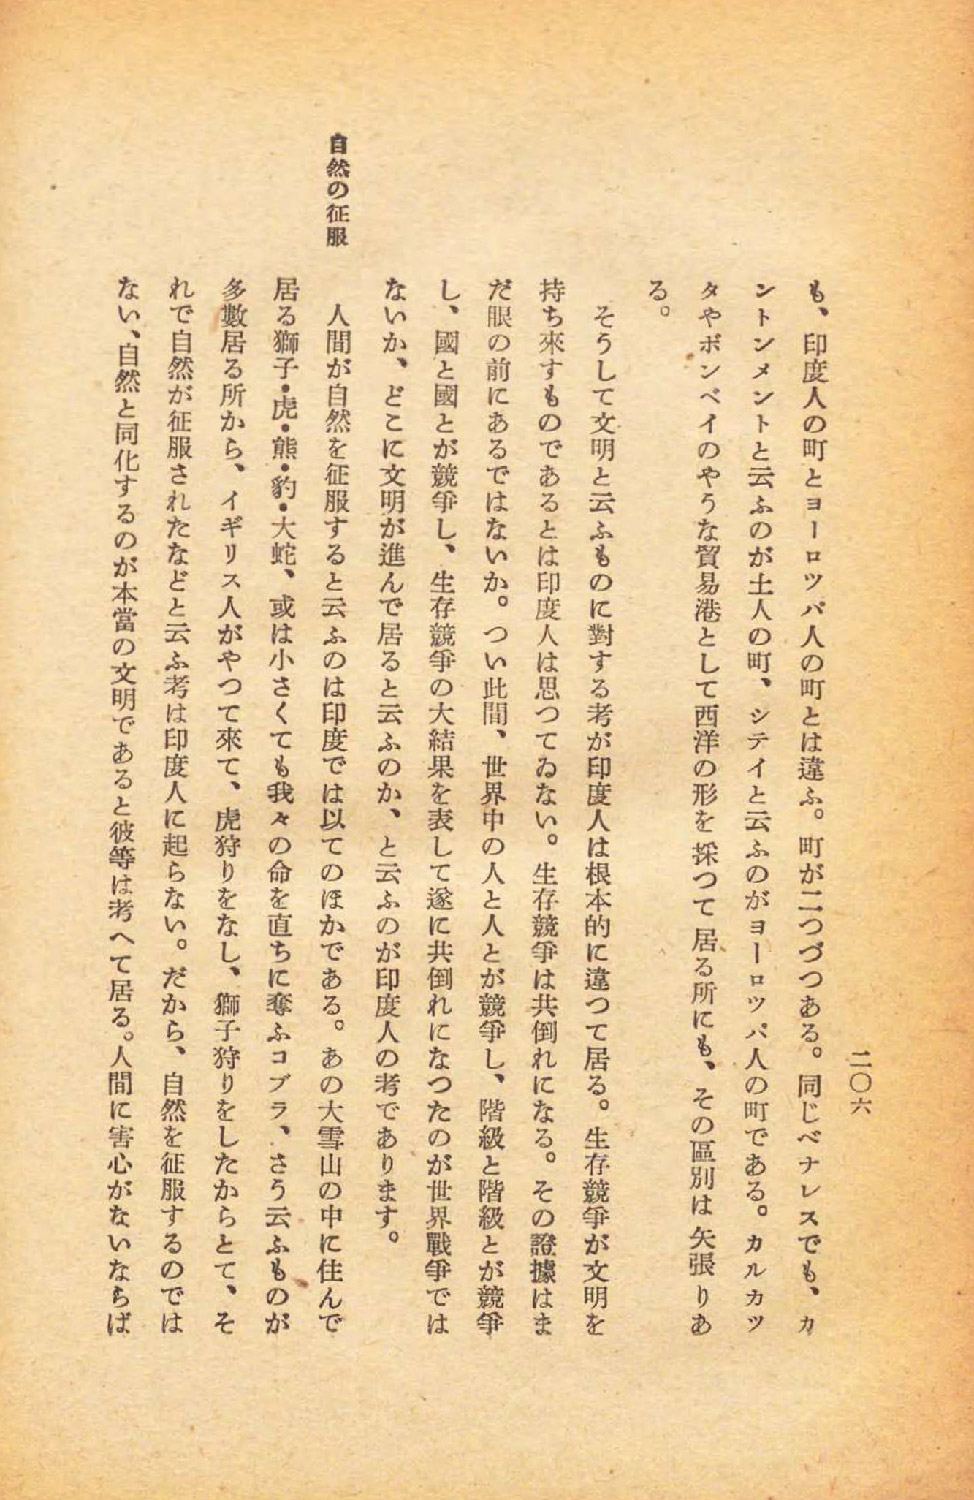 二〇六
も、印度人の町とヨーロツパ人の町とは違ふ。町が二つづつある。同じベナレスでも、カ
ントンメントと云ふのが土人の町、シテイと云ふのがヨーロツパ人の町である。カルカツ
タやボンベイのやうな貿易港として西洋の形を採つて居る所にも、その區別は矢張りあ
る。
そうして文明と云ふものに對する考が印度人は根本的に違つて居る。生存競爭が文明を
持ち來すものであるとは印度人は思つてゐない。生存競爭は共倒れになる。その證據はま
だ眼の前にあるではないか。つい此間、世界中の人と人とが競爭し、階級と階級とが競爭
し、國と國とが競爭し、生存競爭の大結果を表して遂に共倒れになつたのが世界戰爭では
ないか、どこに文明が進んで居ると云ふのか、と云ふのが印度人の考であります。
自然の征服
人間が自然を征服すると云ふのは印度では以てのほかである。あの大雪山の中に住んで
居る獅子・虎・熊・豹・大蛇、或は小さくても我々の命を直ちに奪ふコブラ、さう云ふものが
多數居る所から、イギリス人がやつて來て、虎狩りをなし、獅子狩りをしたからとて、そ
れで自然が征服されたなどと云ふ考は印度人に起らない。だから、自然を征服するのでは
ない、自然と同化するのが本當の文明であると彼等は考へて居る。人間に害心がないならば